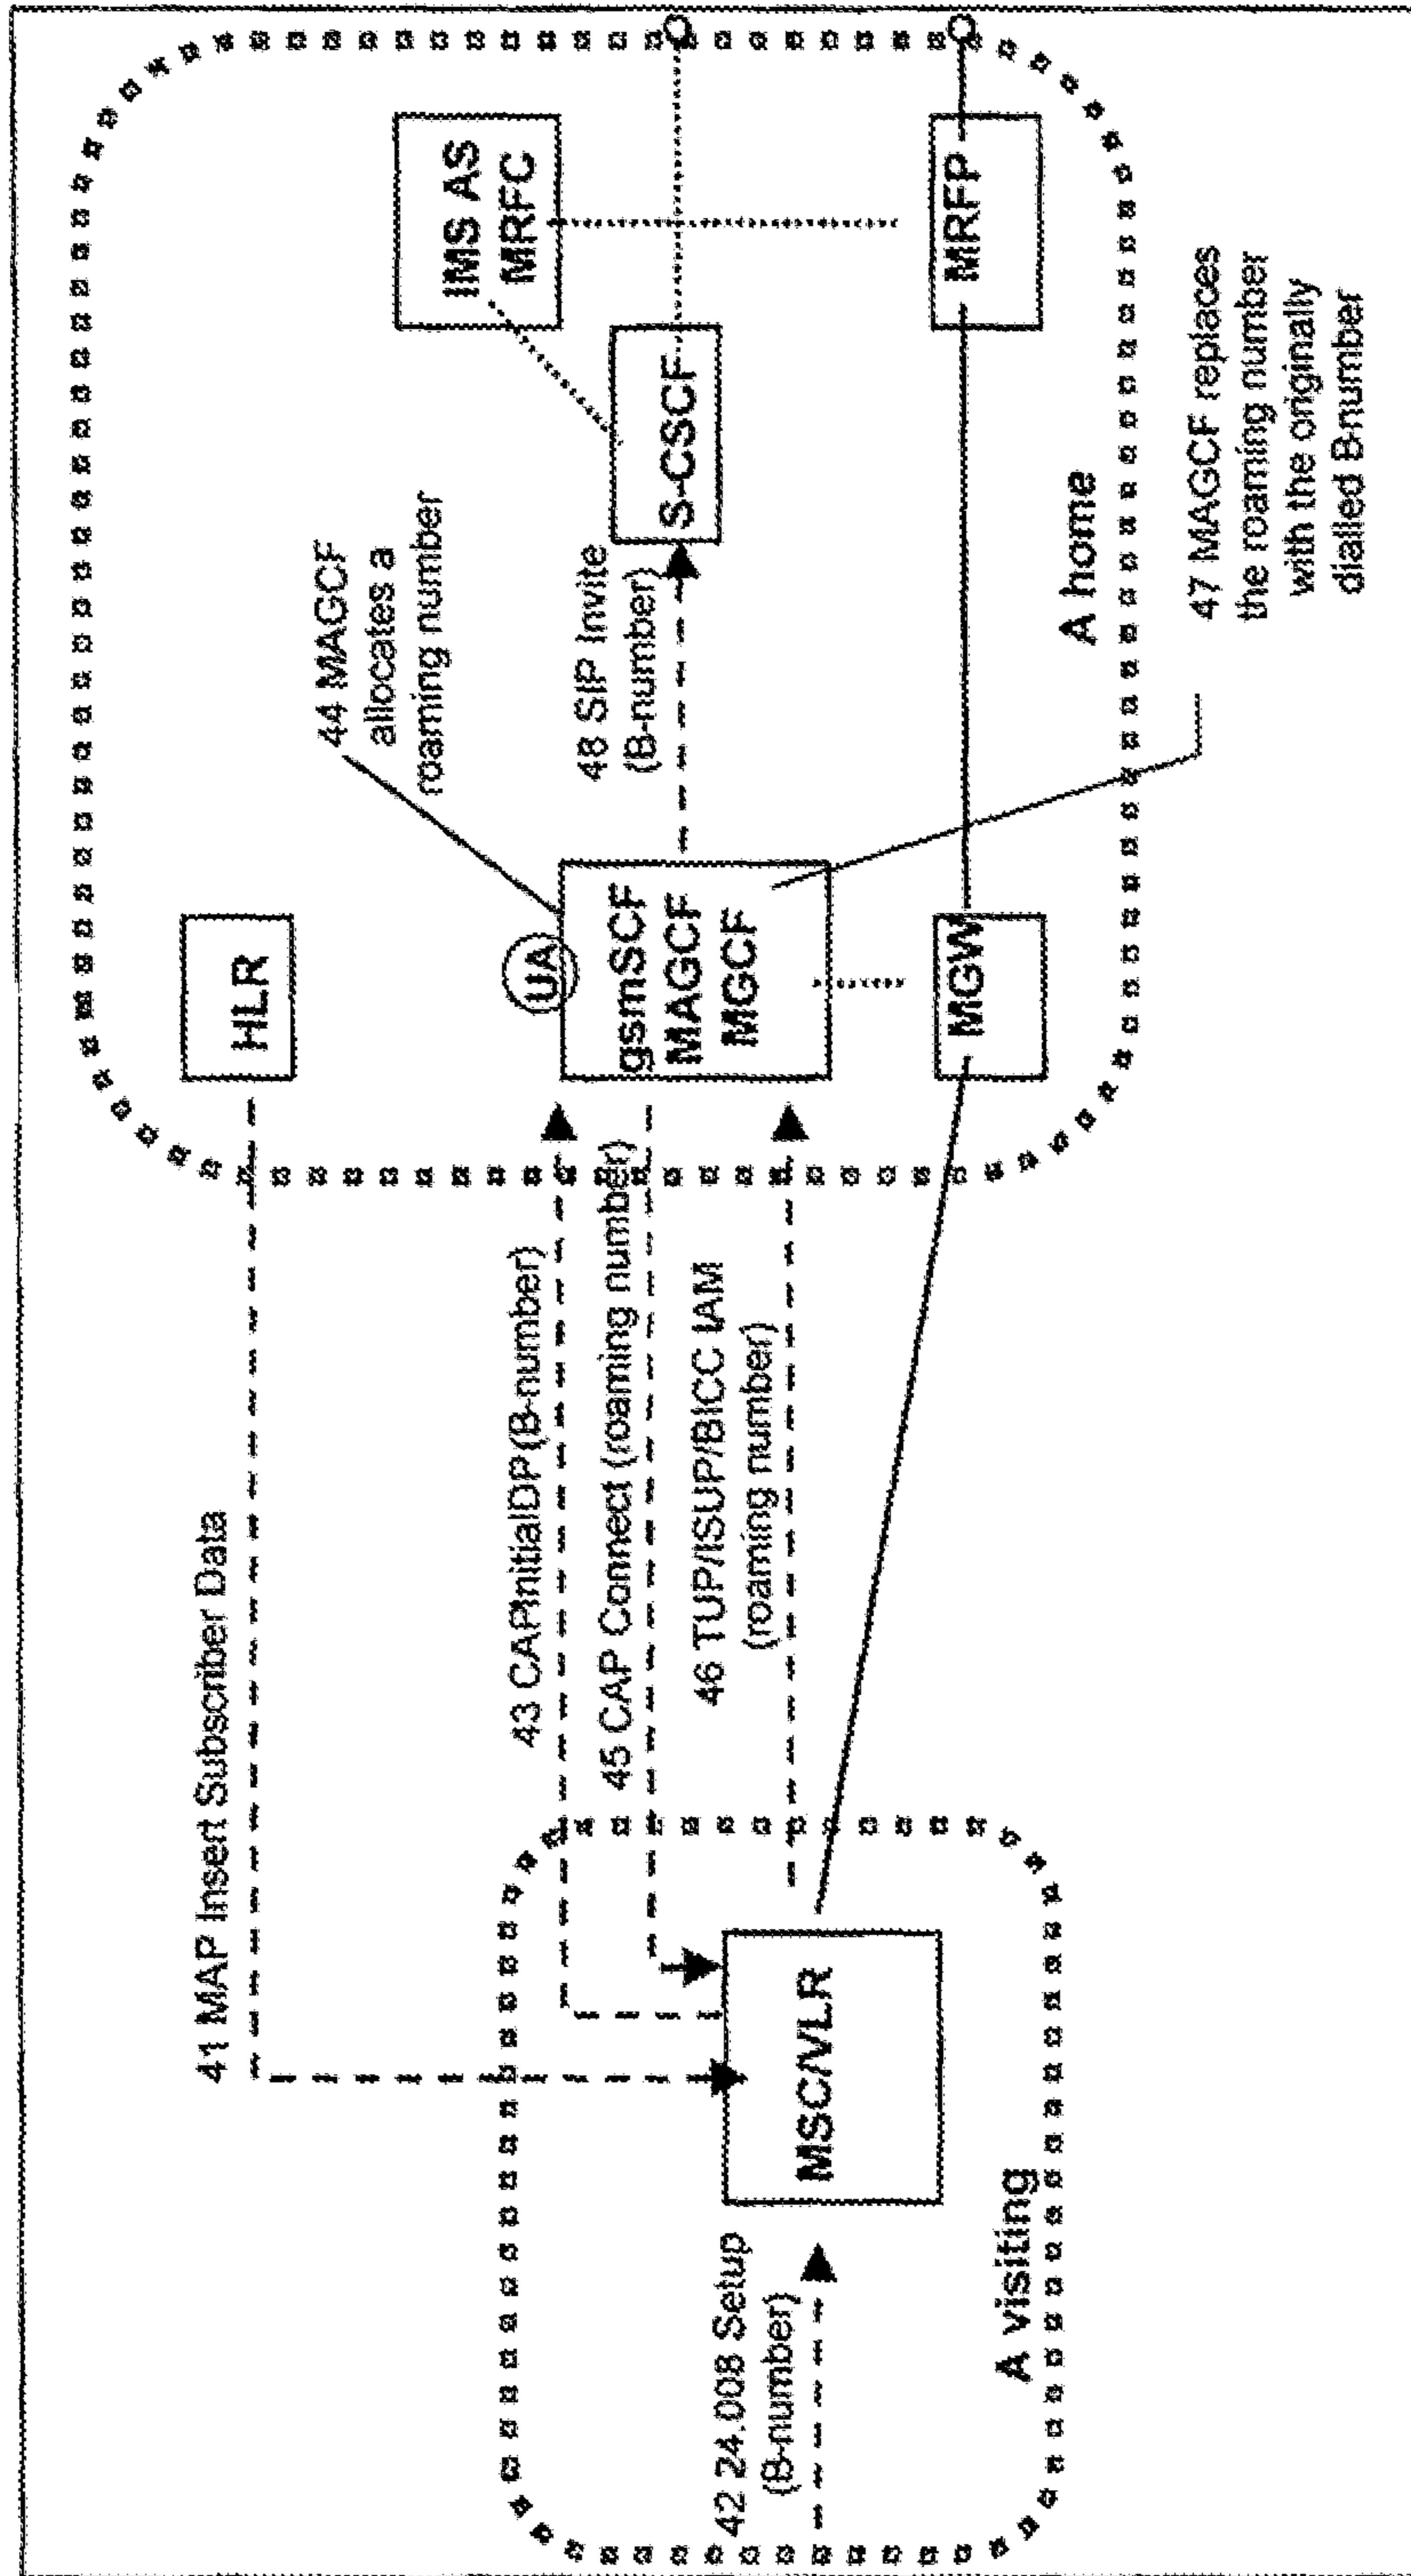 41 MAP Insert Subscriber Data
HLR
44 MAGCF
allocates a
roaming number
IMS AS
MRFC
43 CAPInitialDP(B-number)
UA
45 CAP Connect (roaming number)
gsmSCF
MAGCF
MGCF
48 SIP Invite
(B-number)
S-CSCF
42 24.008 Setup
(B-number)
MSC/VLR
46 TUP/ISUP/BICC IAM
(roaming number)
MGW
MRFP
A visiting
A home
47 MAGCF replaces
the roaming number
with the originally
dialled B-number